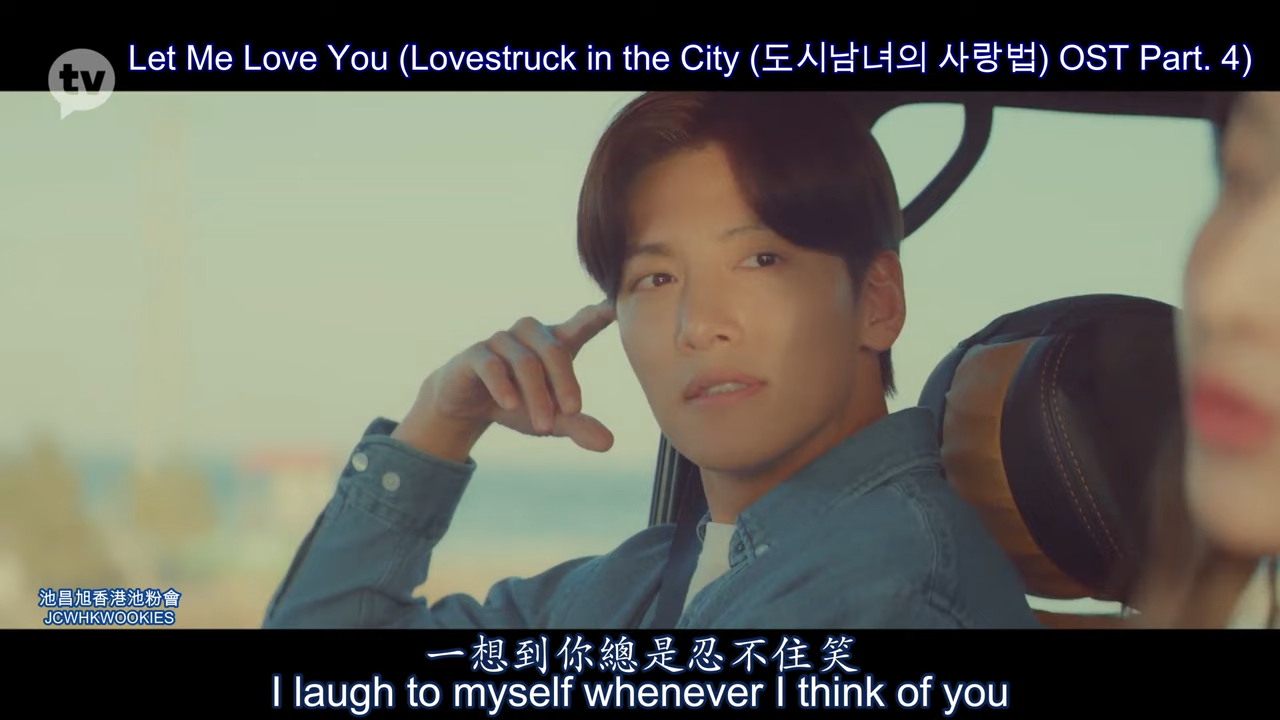 tv
Let Me Love You (Lovestruck in the City (도시남녀의 사랑법) OST Part. 4)
池昌旭香港池粉會
JCWHKWOOKIES
一想到你總是忍不住笑
I laugh to myself whenever I think of you